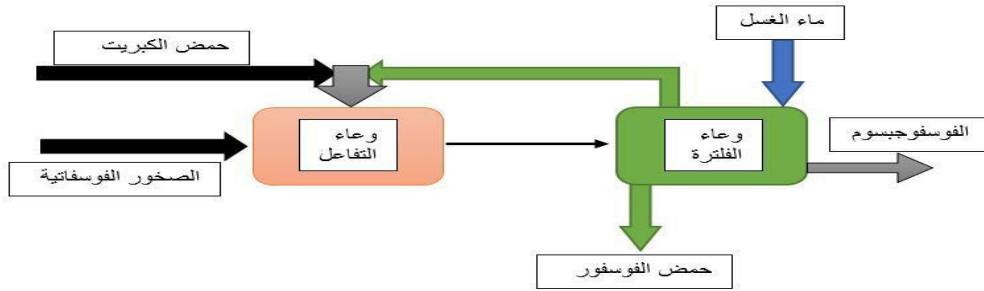 ماء الغسل
حمض الكبريت
وعاء
التفاعل
وعاء
الفلترة
الفوسفوجبسوم
الصخور الفوسفاتية
حمض الفوسفور